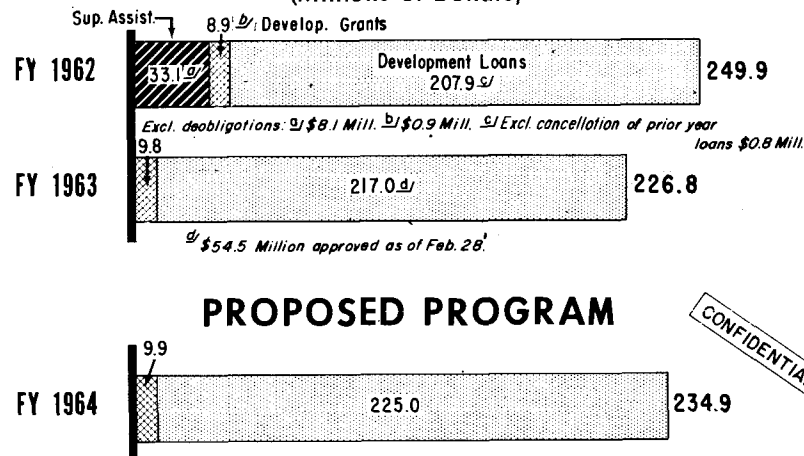 Sup. Assist.
8.9 b/ Develop. Grants
FY 1962
33.1 a/
Development Loans
207.9 c/
249.9
Excl. deobligations: a/ $8.1 Mill. b/ $0.9 Mill. c/ Excl. cancellotion of prior year
loans $0.8 Mill.
9.8
FY 1963
217.0 d/
226.8
d/ $54.5 Million approved as of Feb. 28.
PROPOSED PROGRAM
CONFIDENTIA
9.9
FY 1964
225.0
234.9